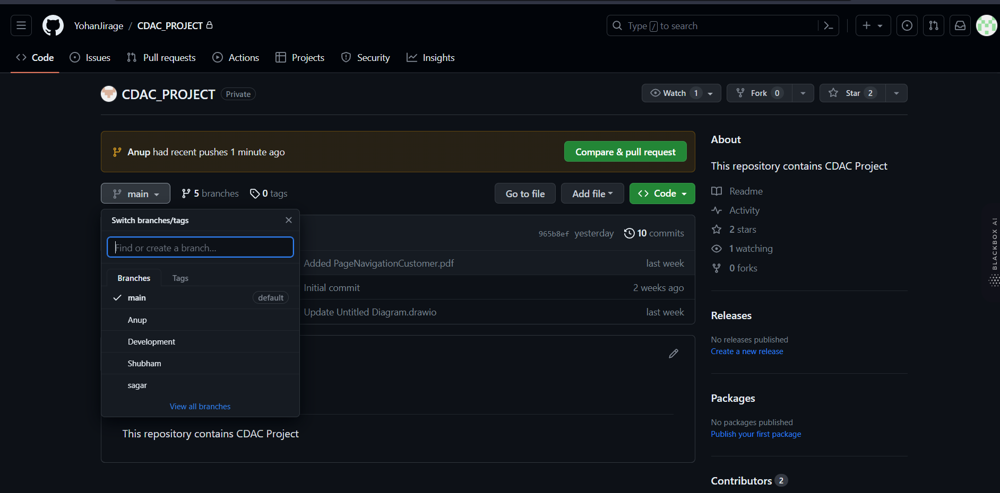 YohanJirage / CDAC_PROJECT
Type / to search
Code Issues Pull requests Actions Projects Security Insights
CDAC_PROJECT Private
Watch 1 Fork 0 Star 2
Anup had recent pushes 1 minute ago
Compare & pull request
main 5 branches 0 tags
Go to file Add file Code
Switch branches/tags
Find or create a branch...
Branches Tags
main default
Anup
Development
Shubham
sagar
View all branches
965b8ef yesterday 10 commits
Added PageNavigationCustomer.pdf last week
Initial commit 2 weeks ago
Update Untitled Diagram.drawio last week
This repository contains CDAC Project
About
This repository contains CDAC Project
Readme
Activity
2 stars
1 watching
0 forks
Releases
No releases published
Create a new release
Packages
No packages published
Publish your first package
Contributors 2
BLACKBOX AI